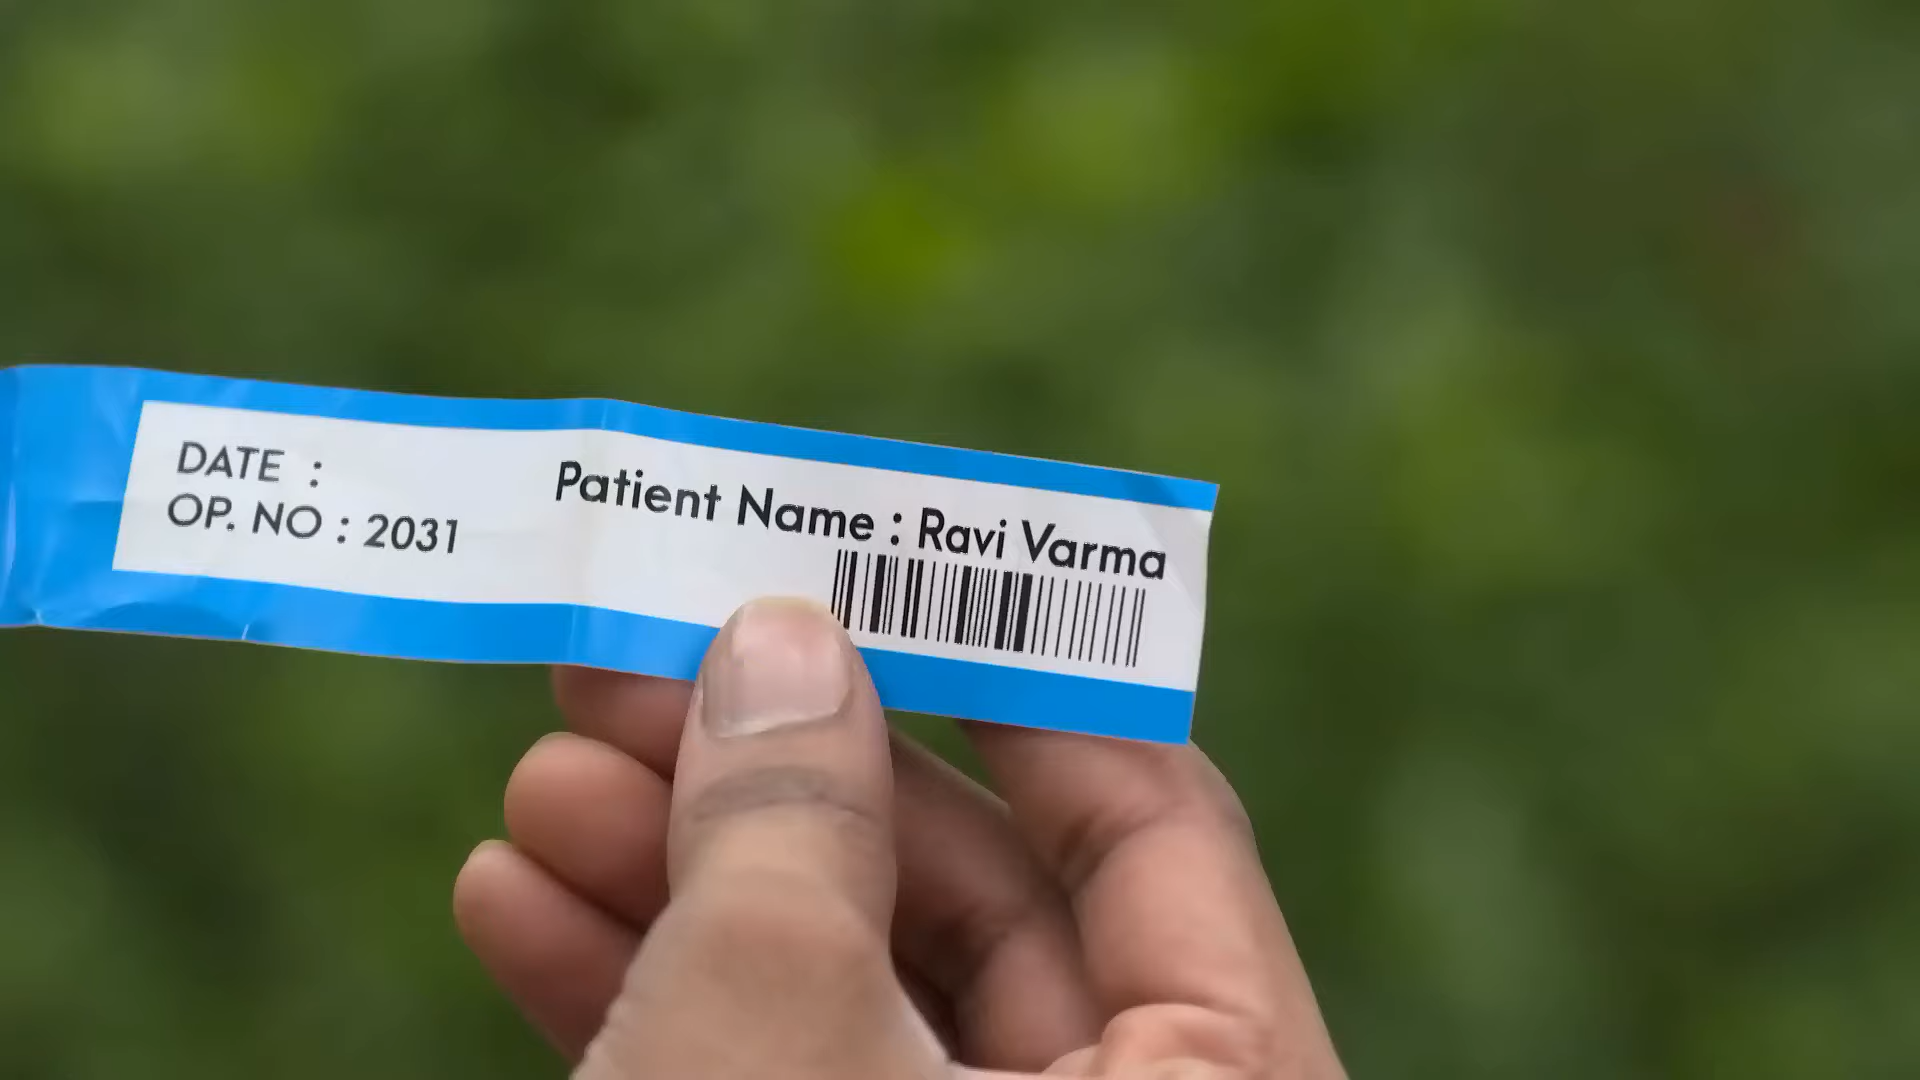 DATE :
OP. NO : 2031
Patient Name : Ravi Varma